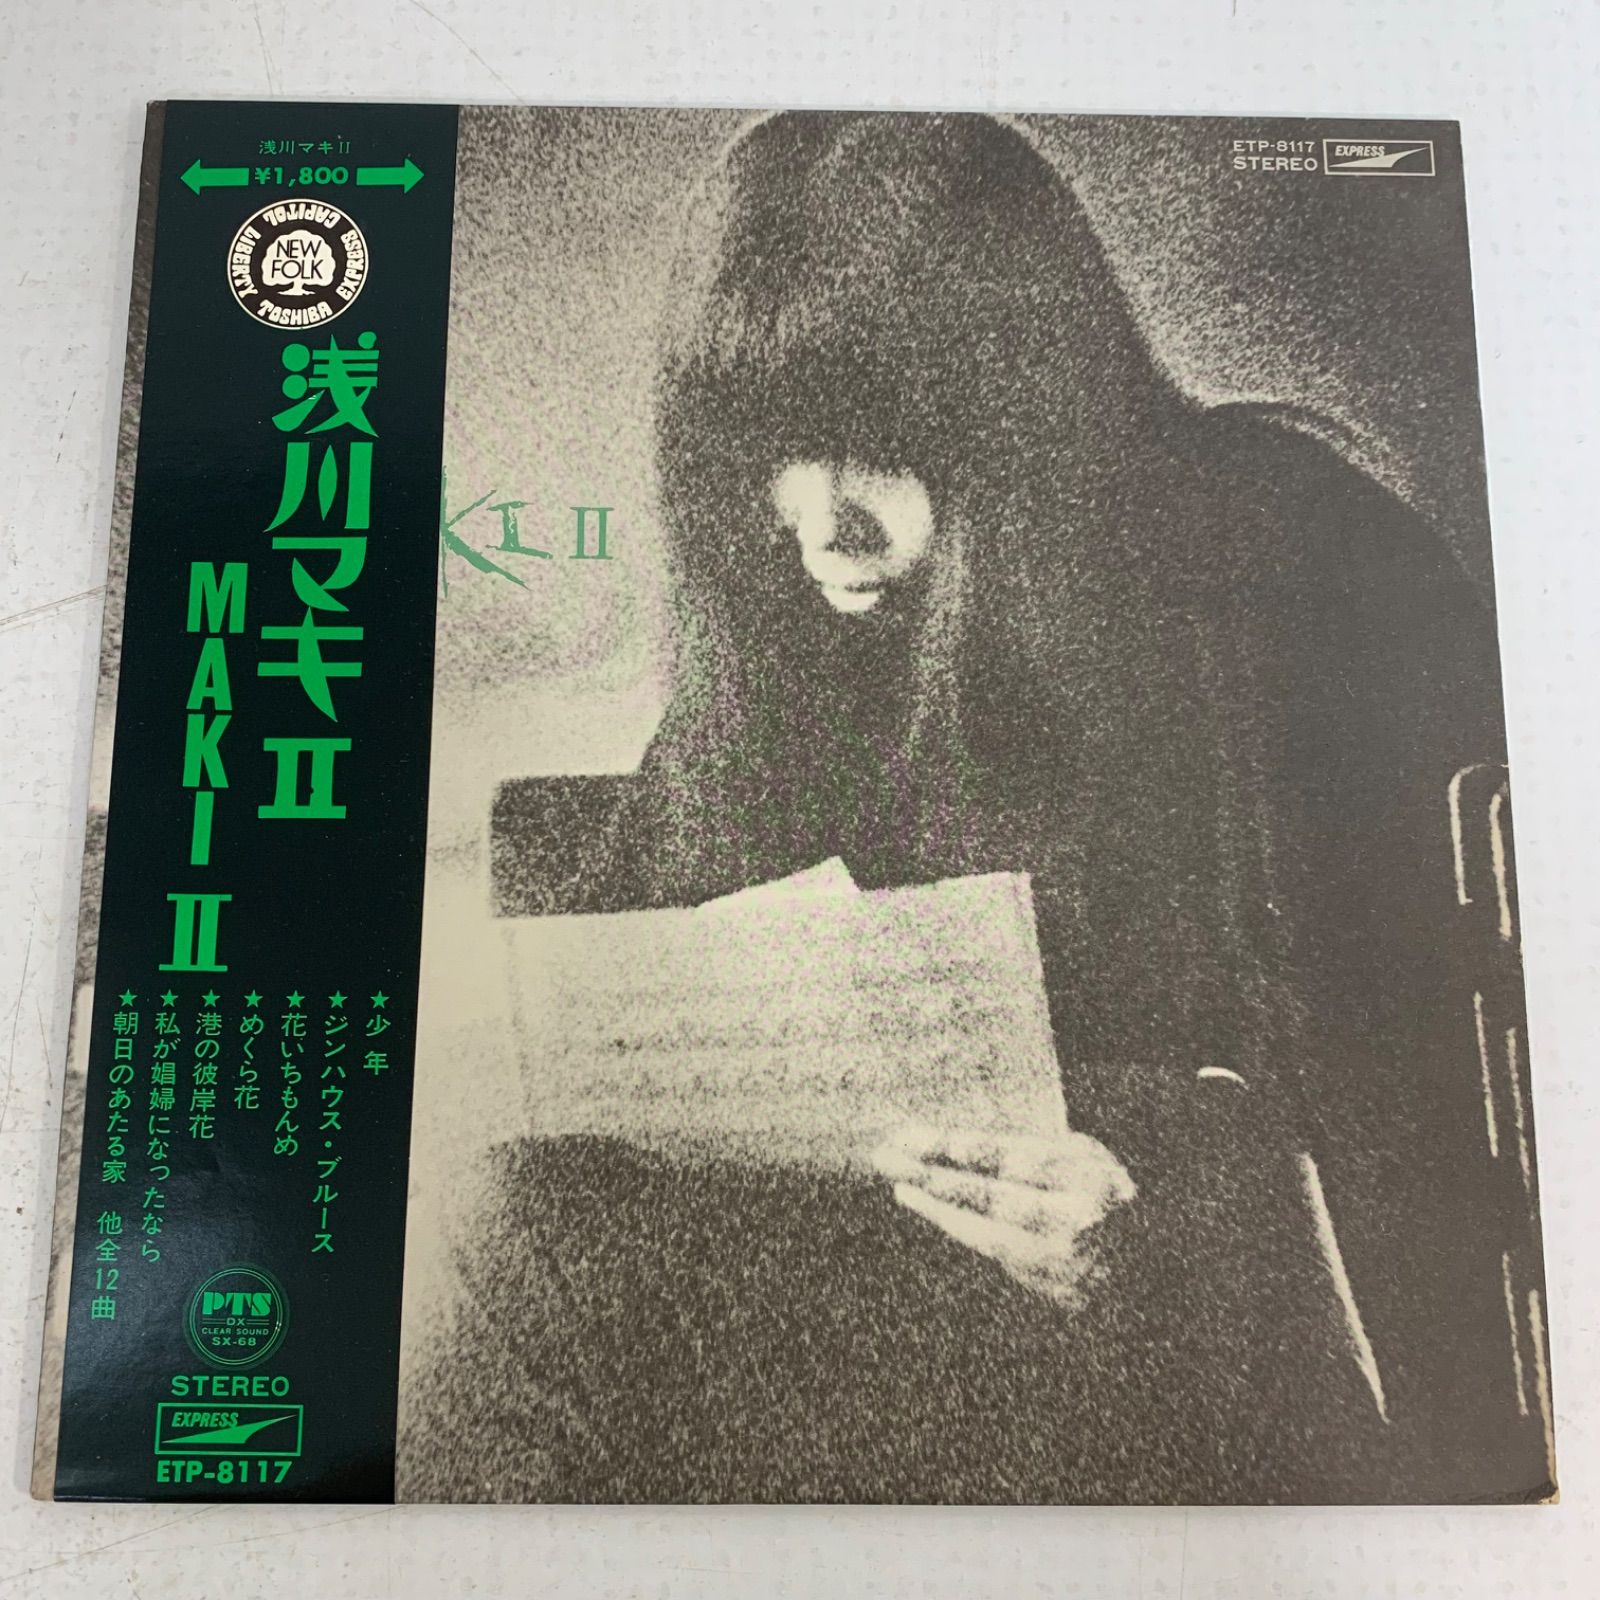 浅川マキII
¥1,800
CAPITOL EXPRESS TOSHIBA LIBERTY
NEW
FOLK
浅川マキII
MAKI II
★少年
★ジンハウス・ブルース
★花いちもんめ
★めくら花
★港の彼岸花
★私が娼婦になったなら
★朝日のあたる家 他全12曲
PTS
DX
CLEAR SOUND
SX-68
STEREO
EXPRESS
ETP-8117
KI II
ETP-8117
STEREO
EXPRESS